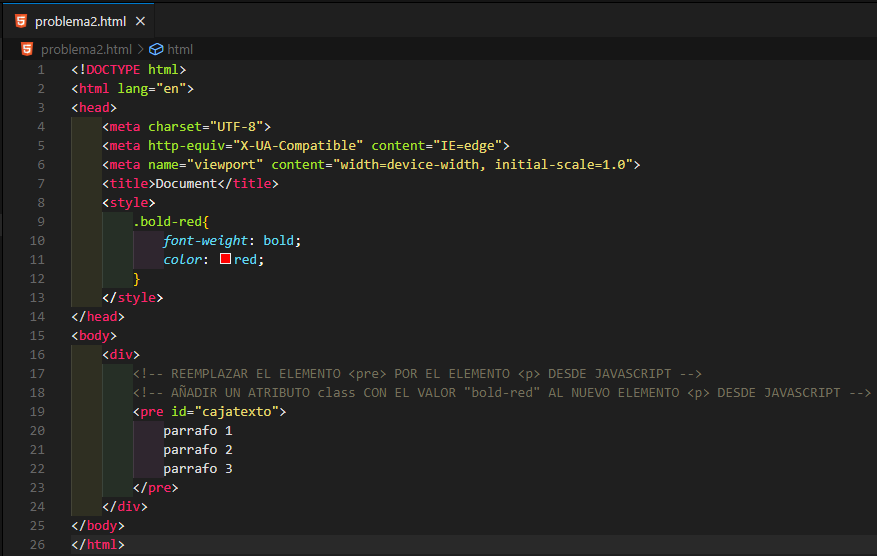 problema2.html ×
problema2.html > html
1 <!DOCTYPE html>
2 <html lang="en">
3 <head>
4     <meta charset="UTF-8">
5     <meta http-equiv="X-UA-Compatible" content="IE=edge">
6     <meta name="viewport" content="width=device-width, initial-scale=1.0">
7     <title>Document</title>
8     <style>
9         .bold-red{
10             font-weight: bold;
11             color: red;
12         }
13     </style>
14 </head>
15 <body>
16     <div>
17         <!-- REEMPLAZAR EL ELEMENTO <pre> POR EL ELEMENTO <p> DESDE JAVASCRIPT -->
18         <!-- AÑADIR UN ATRIBUTO class CON EL VALOR "bold-red" AL NUEVO ELEMENTO <p> DESDE JAVASCRIPT -->
19         <pre id="cajatexto">
20             parrafo 1
21             parrafo 2
22             parrafo 3
23         </pre>
24     </div>
25 </body>
26 </html>